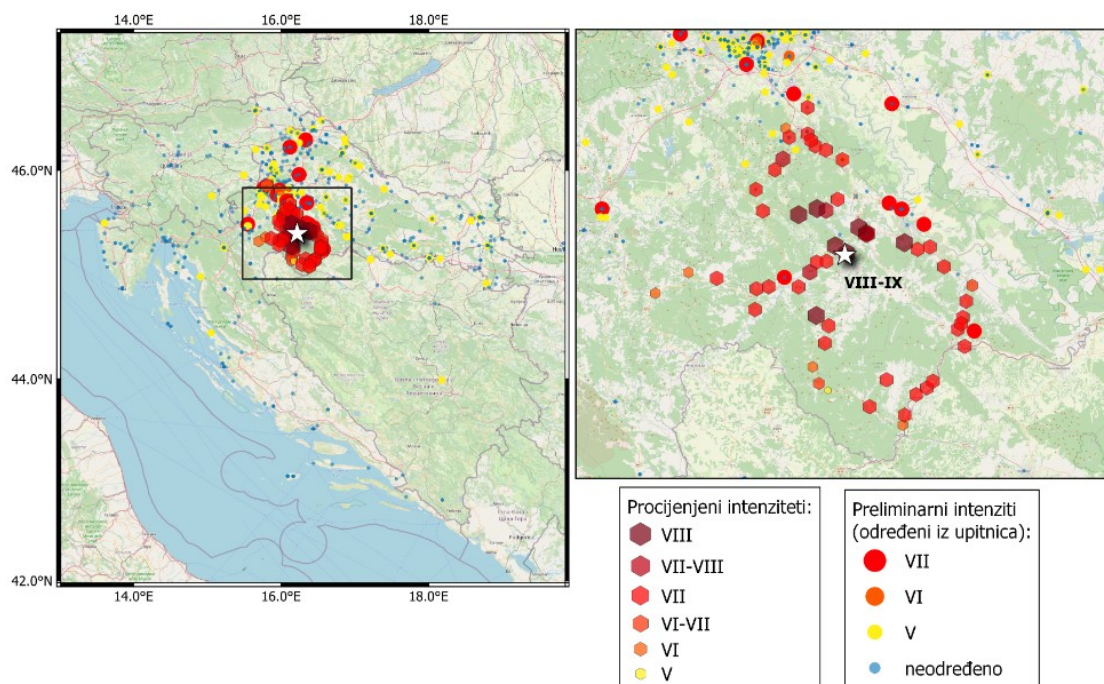 14.0°E 16.0°E 18.0°E
46.0°N
44.0°N
42.0°N
14.0°E 16.0°E 18.0°E
VIII-IX
Procijenjeni intenziteti:
VIII
VII-VIII
VII
VI-VII
VI
V
Preliminarni intenziti
(određeni iz upitnica):
VII
VI
V
neodređeno